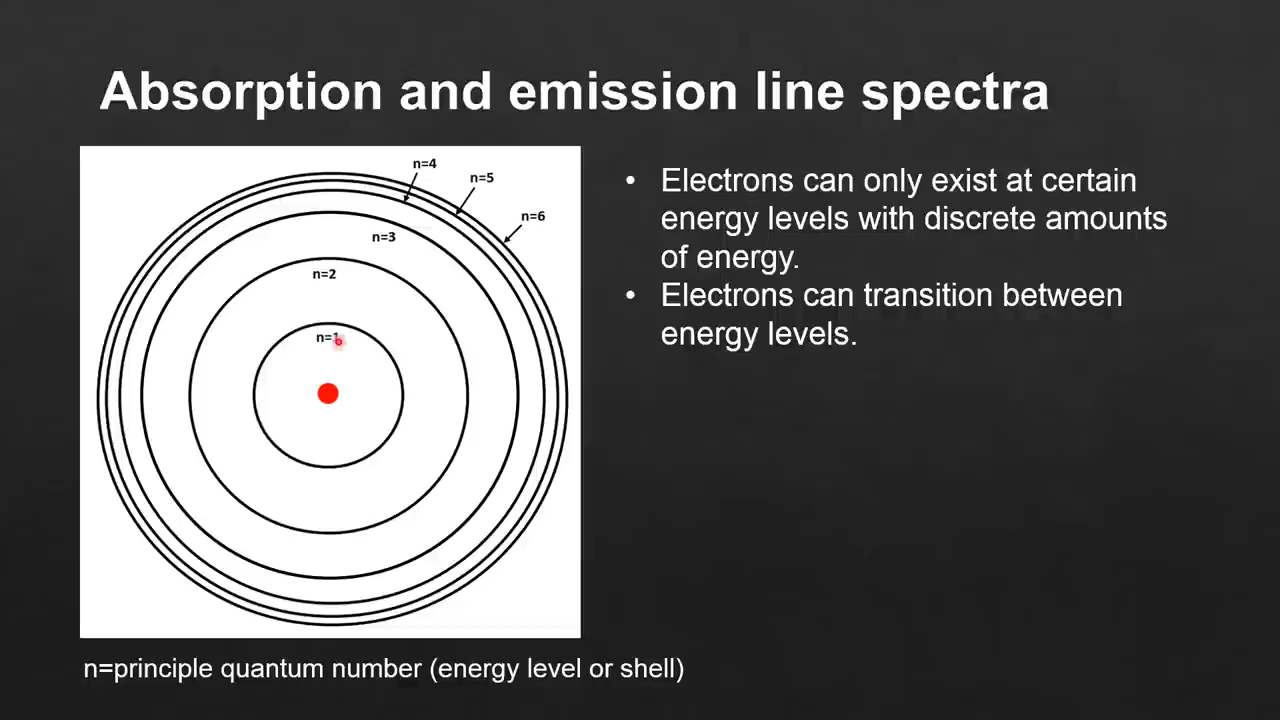 Absorption and emission line spectra
n=4
n=5
n=6
n=3
n=2
n=1
• Electrons can only exist at certain
energy levels with discrete amounts
of energy.
• Electrons can transition between
energy levels.
n=principle quantum number (energy level or shell)